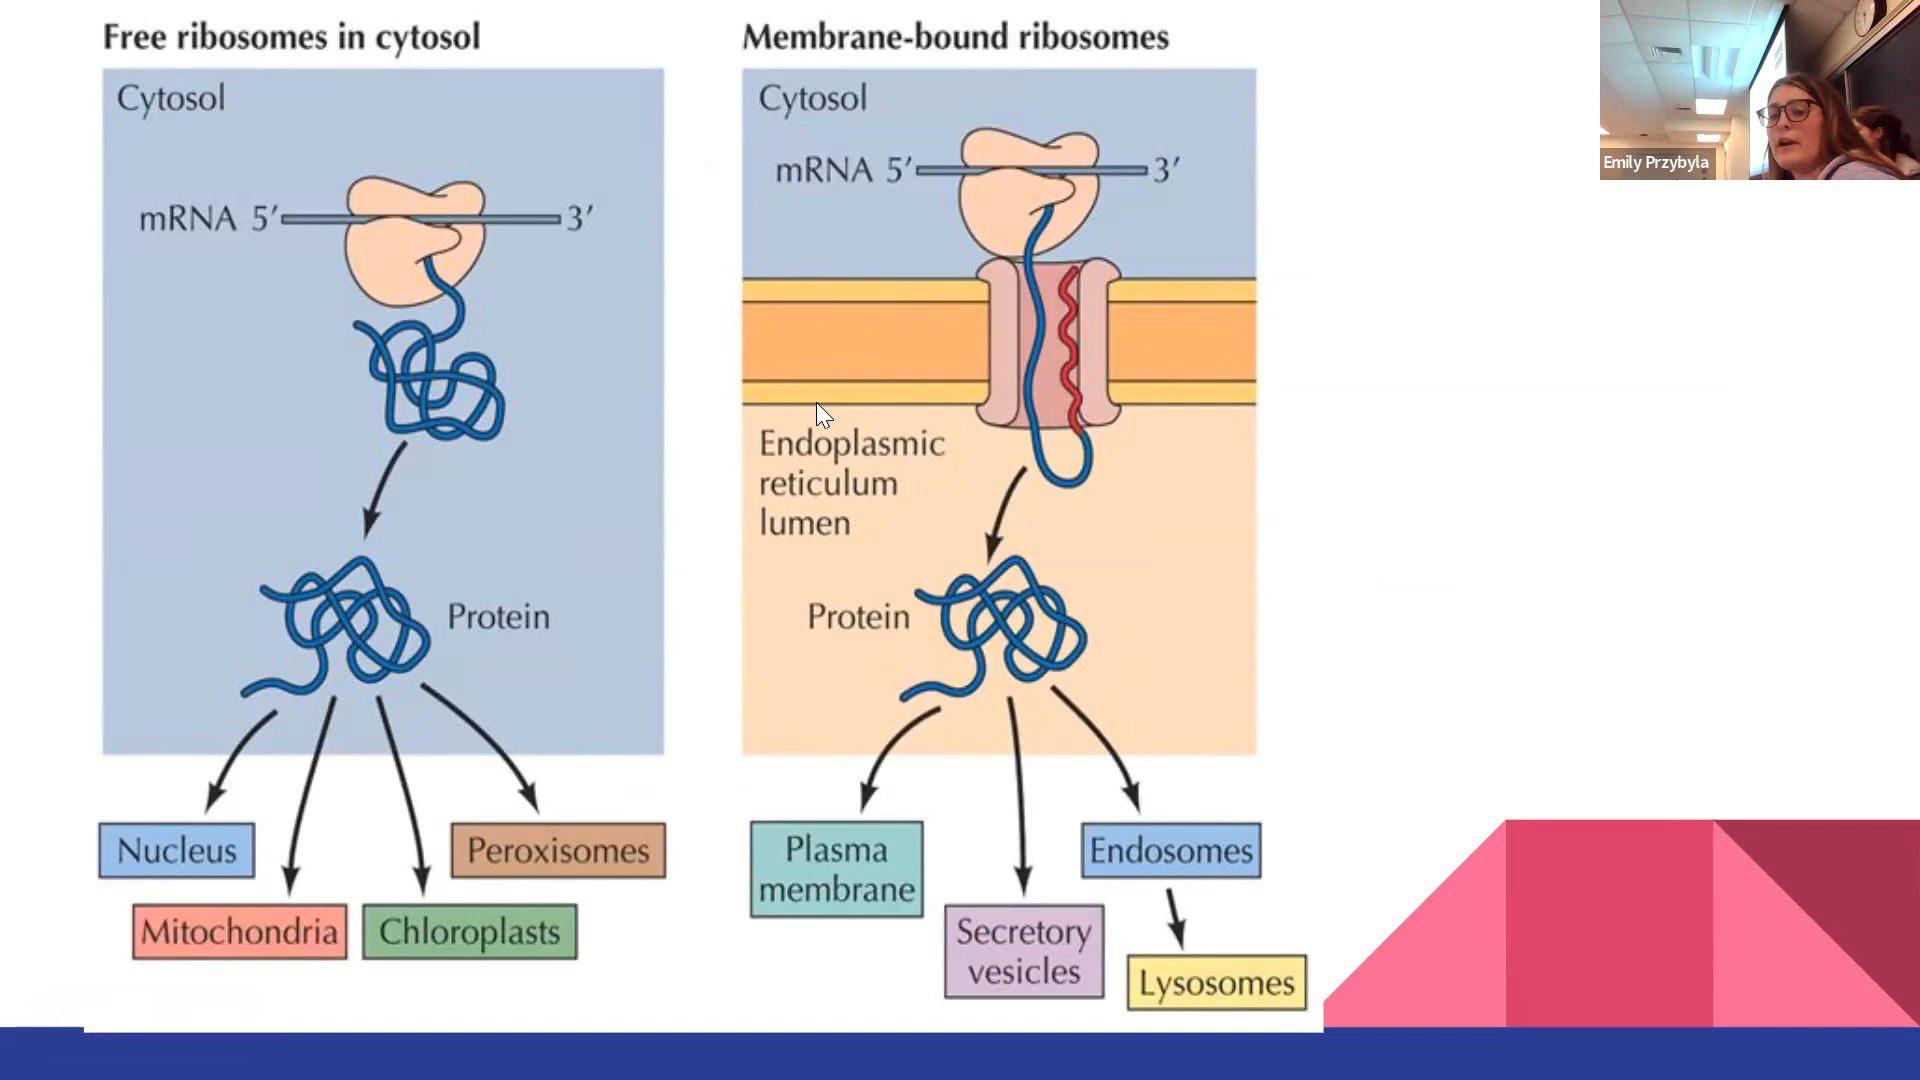 Free ribosomes in cytosol
Cytosol
mRNA 5′ 3′
Protein
Nucleus
Peroxisomes
Mitochondria
Chloroplasts
Membrane-bound ribosomes
Cytosol
mRNA 5′ 3′
Endoplasmic
reticulum
lumen
Protein
Plasma
membrane
Endosomes
Secretory
vesicles
Lysosomes
Emily Przybyla